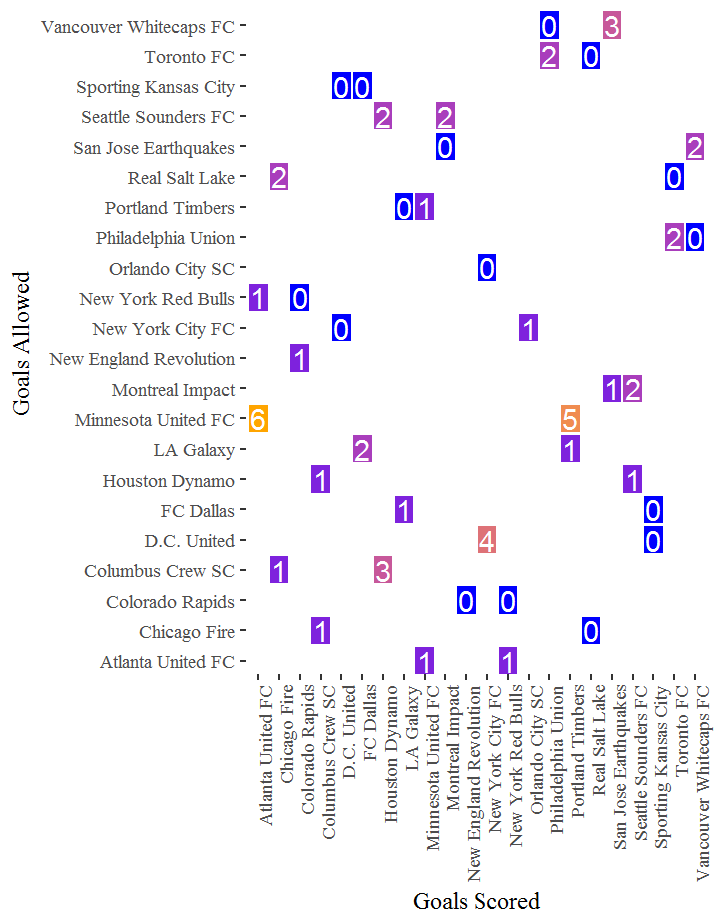 Vancouver Whitecaps FC 0 3
Toronto FC 2 0
Sporting Kansas City 0 0
Seattle Sounders FC 2 2
San Jose Earthquakes 0 2
Real Salt Lake 2 0
Portland Timbers 0 1
Philadelphia Union 2 0
Orlando City SC 0
New York Red Bulls 1 0
New York City FC 0 1
New England Revolution 1
Montreal Impact 1 2
Minnesota United FC 6 5
LA Galaxy 2 1
Houston Dynamo 1 1
FC Dallas 1 0
D.C. United 4 0
Columbus Crew SC 1 3
Colorado Rapids 0 0
Chicago Fire 1 0
Atlanta United FC 1 1
Goals Allowed
Atlanta United FC
Chicago Fire
Colorado Rapids
Columbus Crew SC
D.C. United
FC Dallas
Houston Dynamo
LA Galaxy
Minnesota United FC
Montreal Impact
New England Revolution
New York City FC
New York Red Bulls
Orlando City SC
Philadelphia Union
Portland Timbers
Real Salt Lake
San Jose Earthquakes
Seattle Sounders FC
Sporting Kansas City
Toronto FC
Vancouver Whitecaps FC
Goals Scored